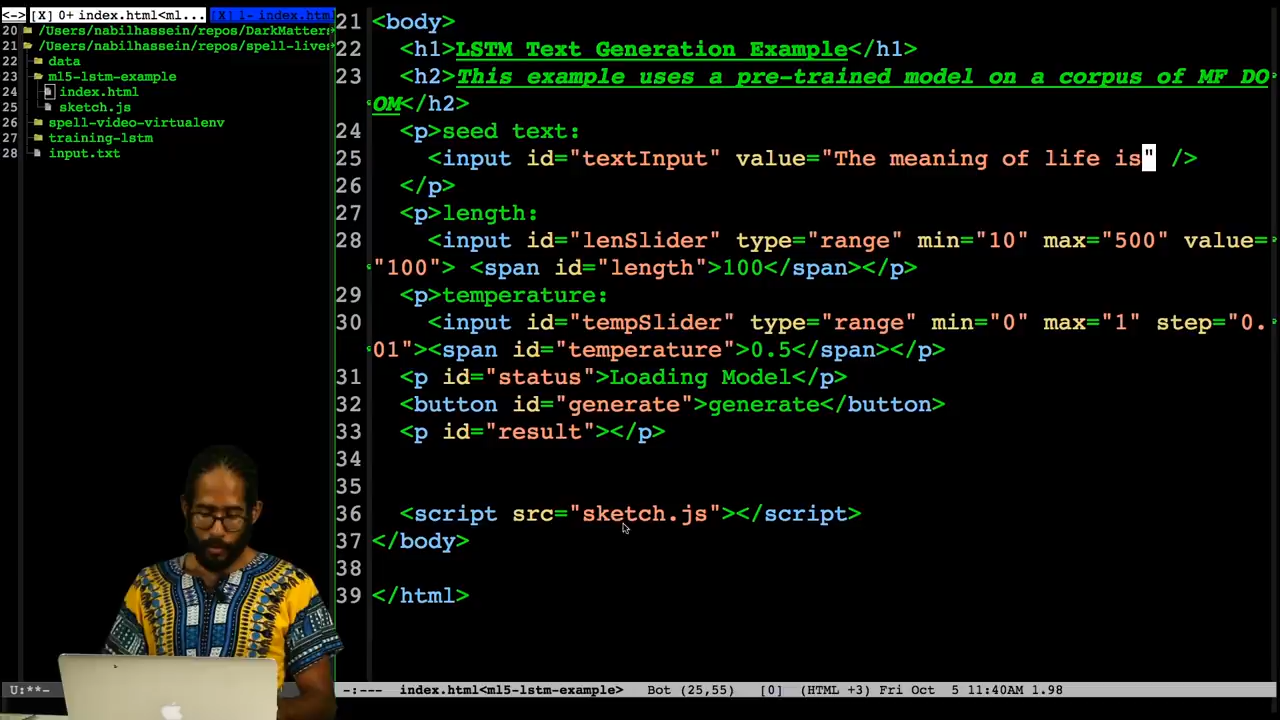 <-> [X] 0+ index.html<ml... [X] 1- index.htm
20 /Users/nabilhassein/repos/DarkMatters
21 /Users/nabilhassein/repos/spell-lives
22 data
23 ml5-lstm-example
24 index.html
25 sketch.js
26 spell-video-virtualenv
27 training-lstm
28 input.txt
21 <body>
22 <h1>LSTM Text Generation Example</h1>
23 <h2>This example uses a pre-trained model on a corpus of MF DO
OM</h2>
24 <p>seed text:
25 <input id="textInput" value="The meaning of life is" />
26 </p>
27 <p>length:
28 <input id="lenSlider" type="range" min="10" max="500" value=
"100"> <span id="length">100</span></p>
29 <p>temperature:
30 <input id="tempSlider" type="range" min="0" max="1" step="0.
01"><span id="temperature">0.5</span></p>
31 <p id="status">Loading Model</p>
32 <button id="generate">generate</button>
33 <p id="result"></p>
34
35
36 <script src="sketch.js"></script>
37 </body>
38
39 </html>
U:**- -:--- index.html<ml5-lstm-example> Bot (25,55) [0] (HTML +3) Fri Oct 5 11:40AM 1.98